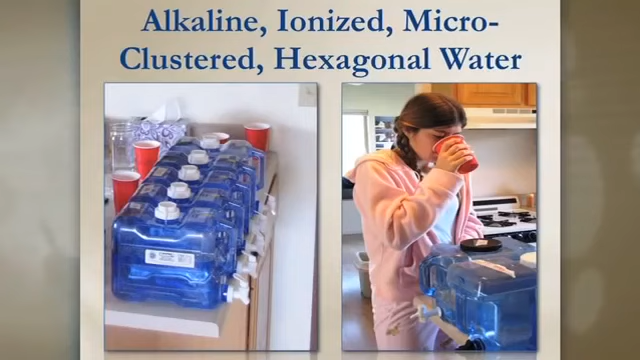 Alkaline, Ionized, Micro-
Clustered, Hexagonal Water